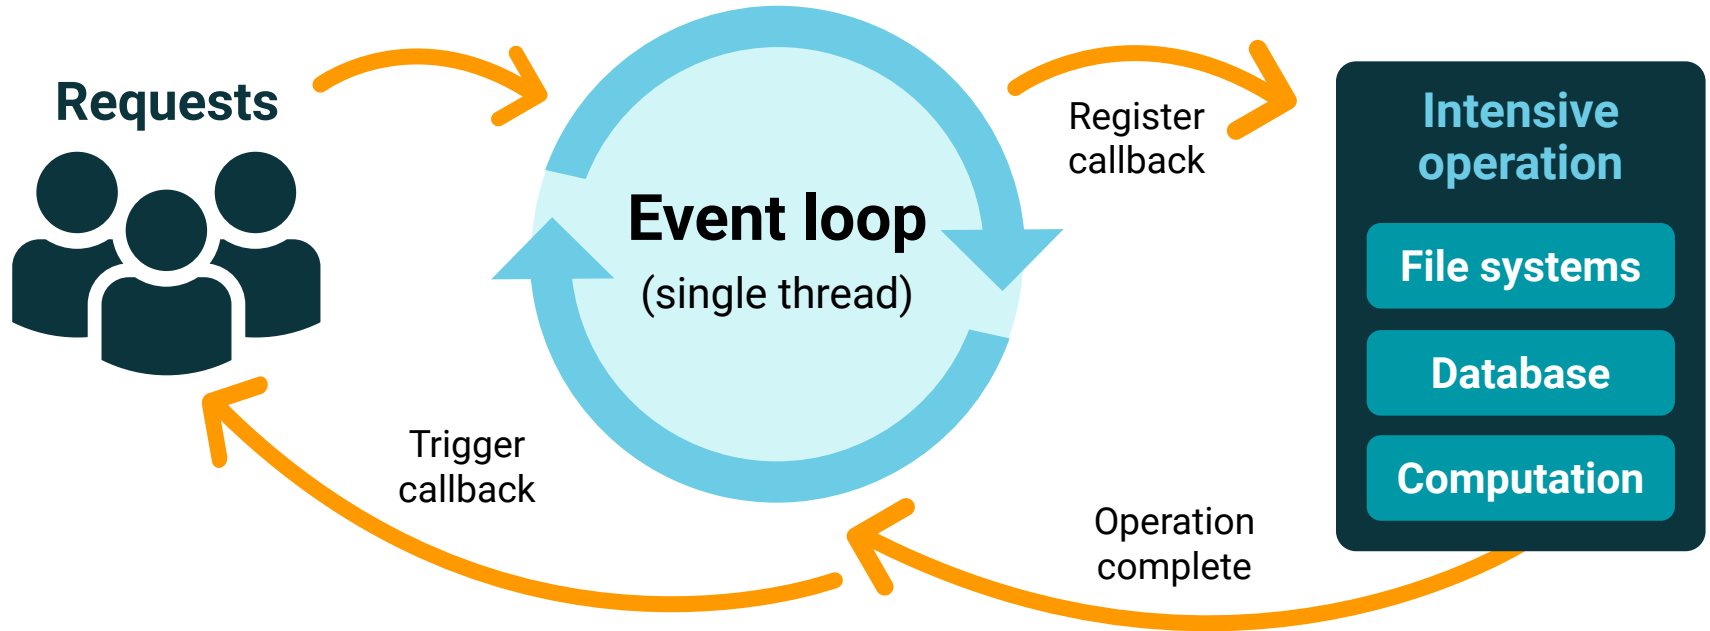 Requests
Register
callback
Intensive
operation
Event loop
(single thread)
File systems
Database
Computation
Trigger
callback
Operation
complete